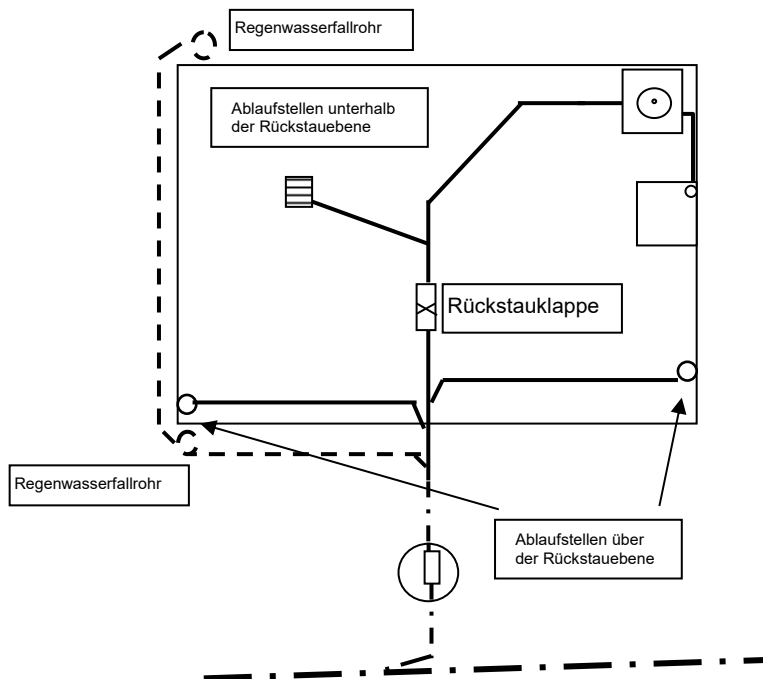 Regenwasserfallrohr
Ablaufstellen unterhalb
der Rückstauebene
Rückstauklappe
Regenwasserfallrohr
Ablaufstellen über
der Rückstauebene